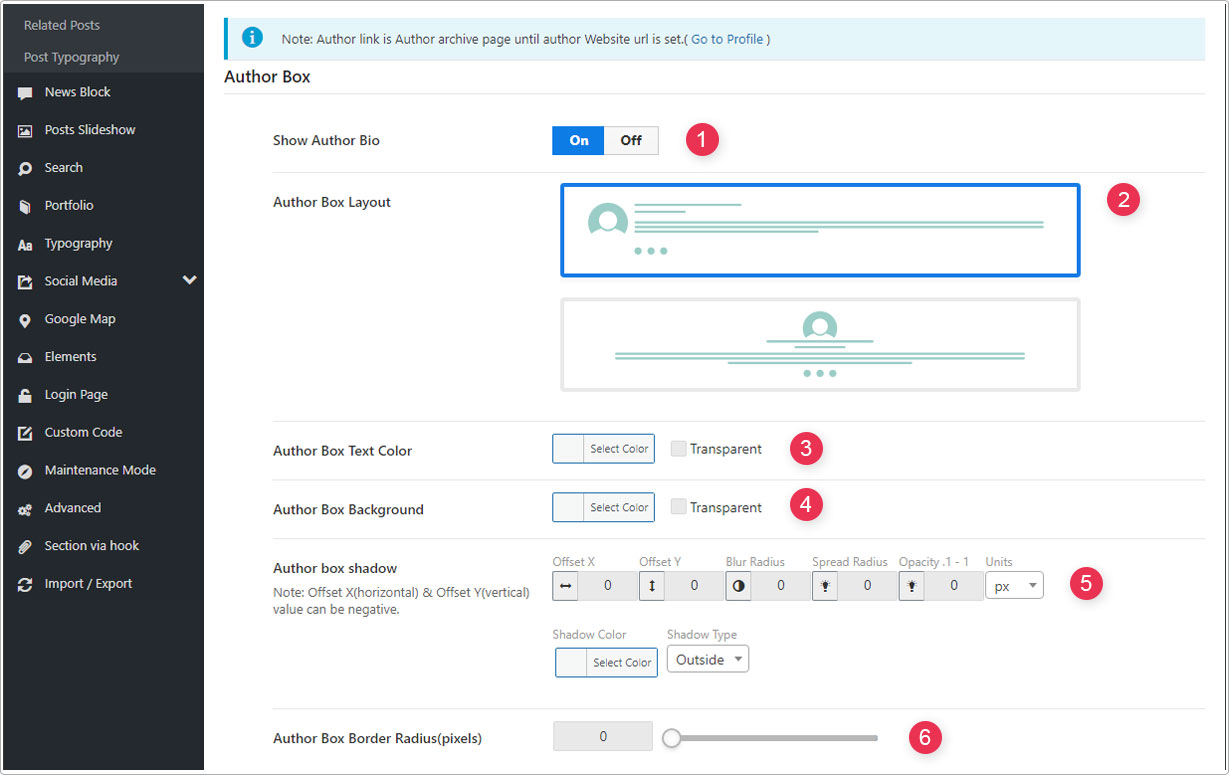 Related Posts
Post Typography
News Block
Posts Slideshow
Search
Portfolio
Aa Typography
Social Media
Google Map
Elements
Login Page
Custom Code
Maintenance Mode
Advanced
Section via hook
Import / Export
i Note: Author link is Author archive page until author Website url is set.( Go to Profile )
Author Box
Show Author Bio On Off 1
Author Box Layout 2
Author Box Text Color Select Color Transparent 3
Author Box Background Select Color Transparent 4
Offset X Offset Y Blur Radius Spread Radius Opacity .1 - 1 Units
Author box shadow 0 0 0 0 0 px 5
Note: Offset X(horizontal) & Offset Y(vertical)
value can be negative.
Shadow Color Shadow Type
Select Color Outside
Author Box Border Radius(pixels) 0 6